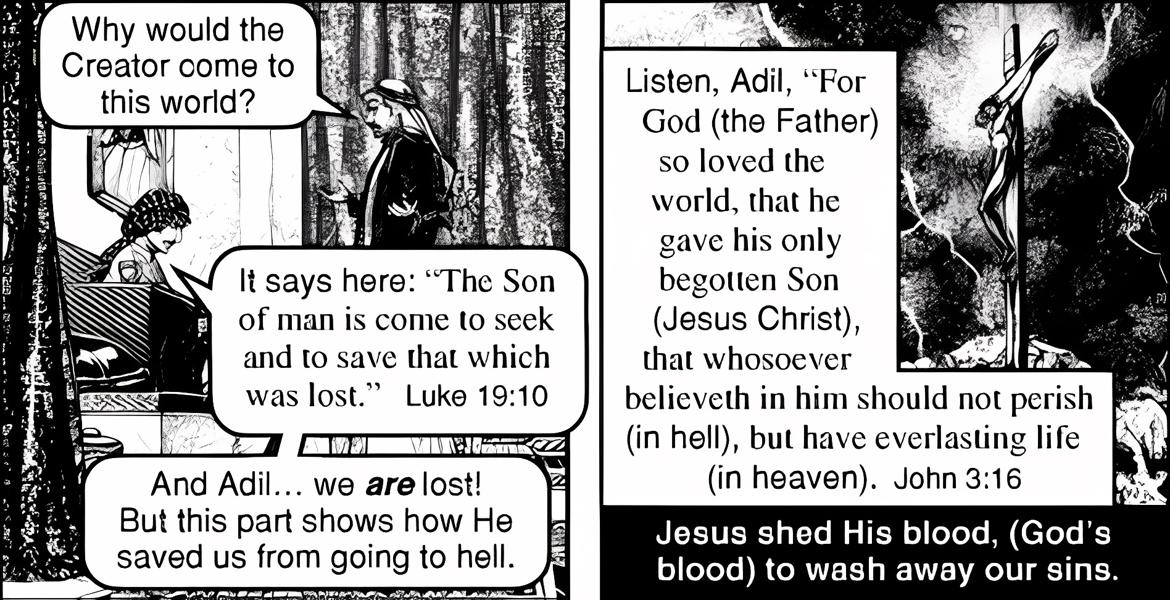 Why would the
Creator come to
this world?
It says here: “The Son
of man is come to seek
and to save that which
was lost.” Luke 19:10
And Adil... we are lost!
But this part shows how He
saved us from going to hell.
Listen, Adil, “For
God (the Father)
so loved the
world, that he
gave his only
begotten Son
(Jesus Christ),
that whosoever
believeth in him should not perish
(in hell), but have everlasting life
(in heaven). John 3:16
Jesus shed His blood, (God's
blood) to wash away our sins.